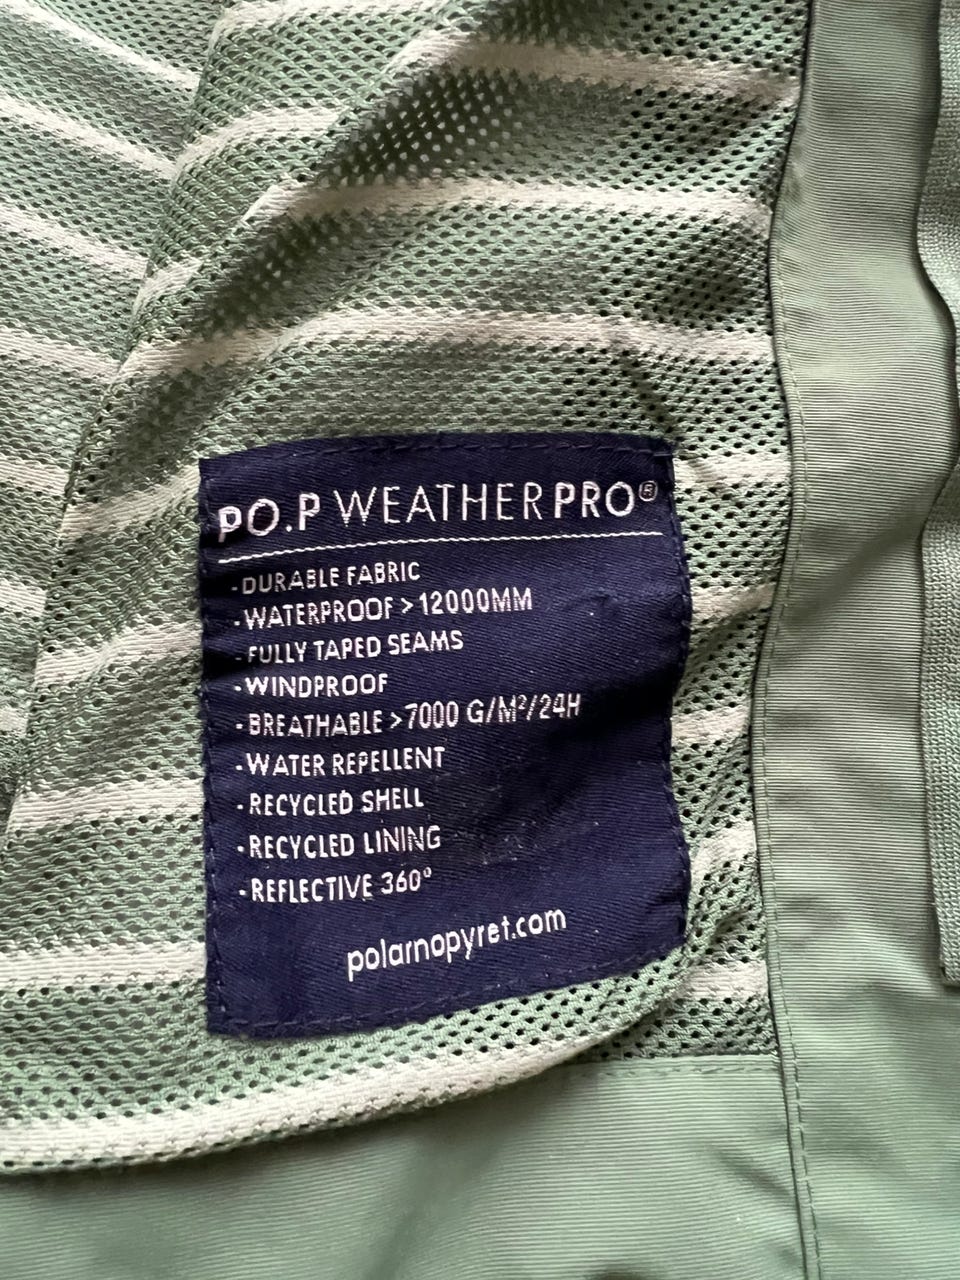 PO.P WEATHERPRO®
-DURABLE FABRIC
-WATERPROOF > 12000MM
-FULLY TAPED SEAMS
-WINDPROOF
-BREATHABLE >7000 G/M²/24H
-WATER REPELLENT
-RECYCLED SHELL
-RECYCLED LINING
-REFLECTIVE 360°
polarnopyret.com